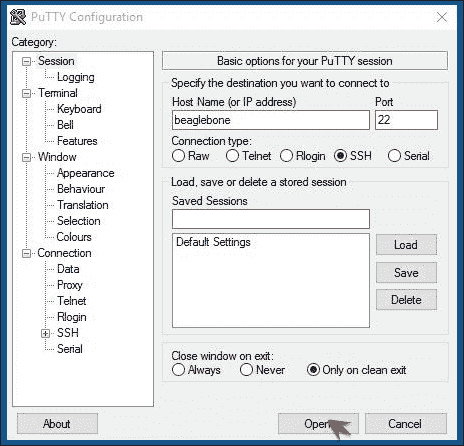 PuTTY Configuration
Category:
Session
Logging
Terminal
Keyboard
Bell
Features
Window
Appearance
Behaviour
Translation
Selection
Colours
Connection
Data
Proxy
Telnet
Rlogin
SSH
Serial
Basic options for your PuTTY session
Specify the destination you want to connect to
Host Name (or IP address) Port
beaglebone 22
Connection type:
Raw Telnet Rlogin SSH Serial
Load, save or delete a stored session
Saved Sessions
Default Settings
Load
Save
Delete
Close window on exit:
Always Never Only on clean exit
About Open Cancel